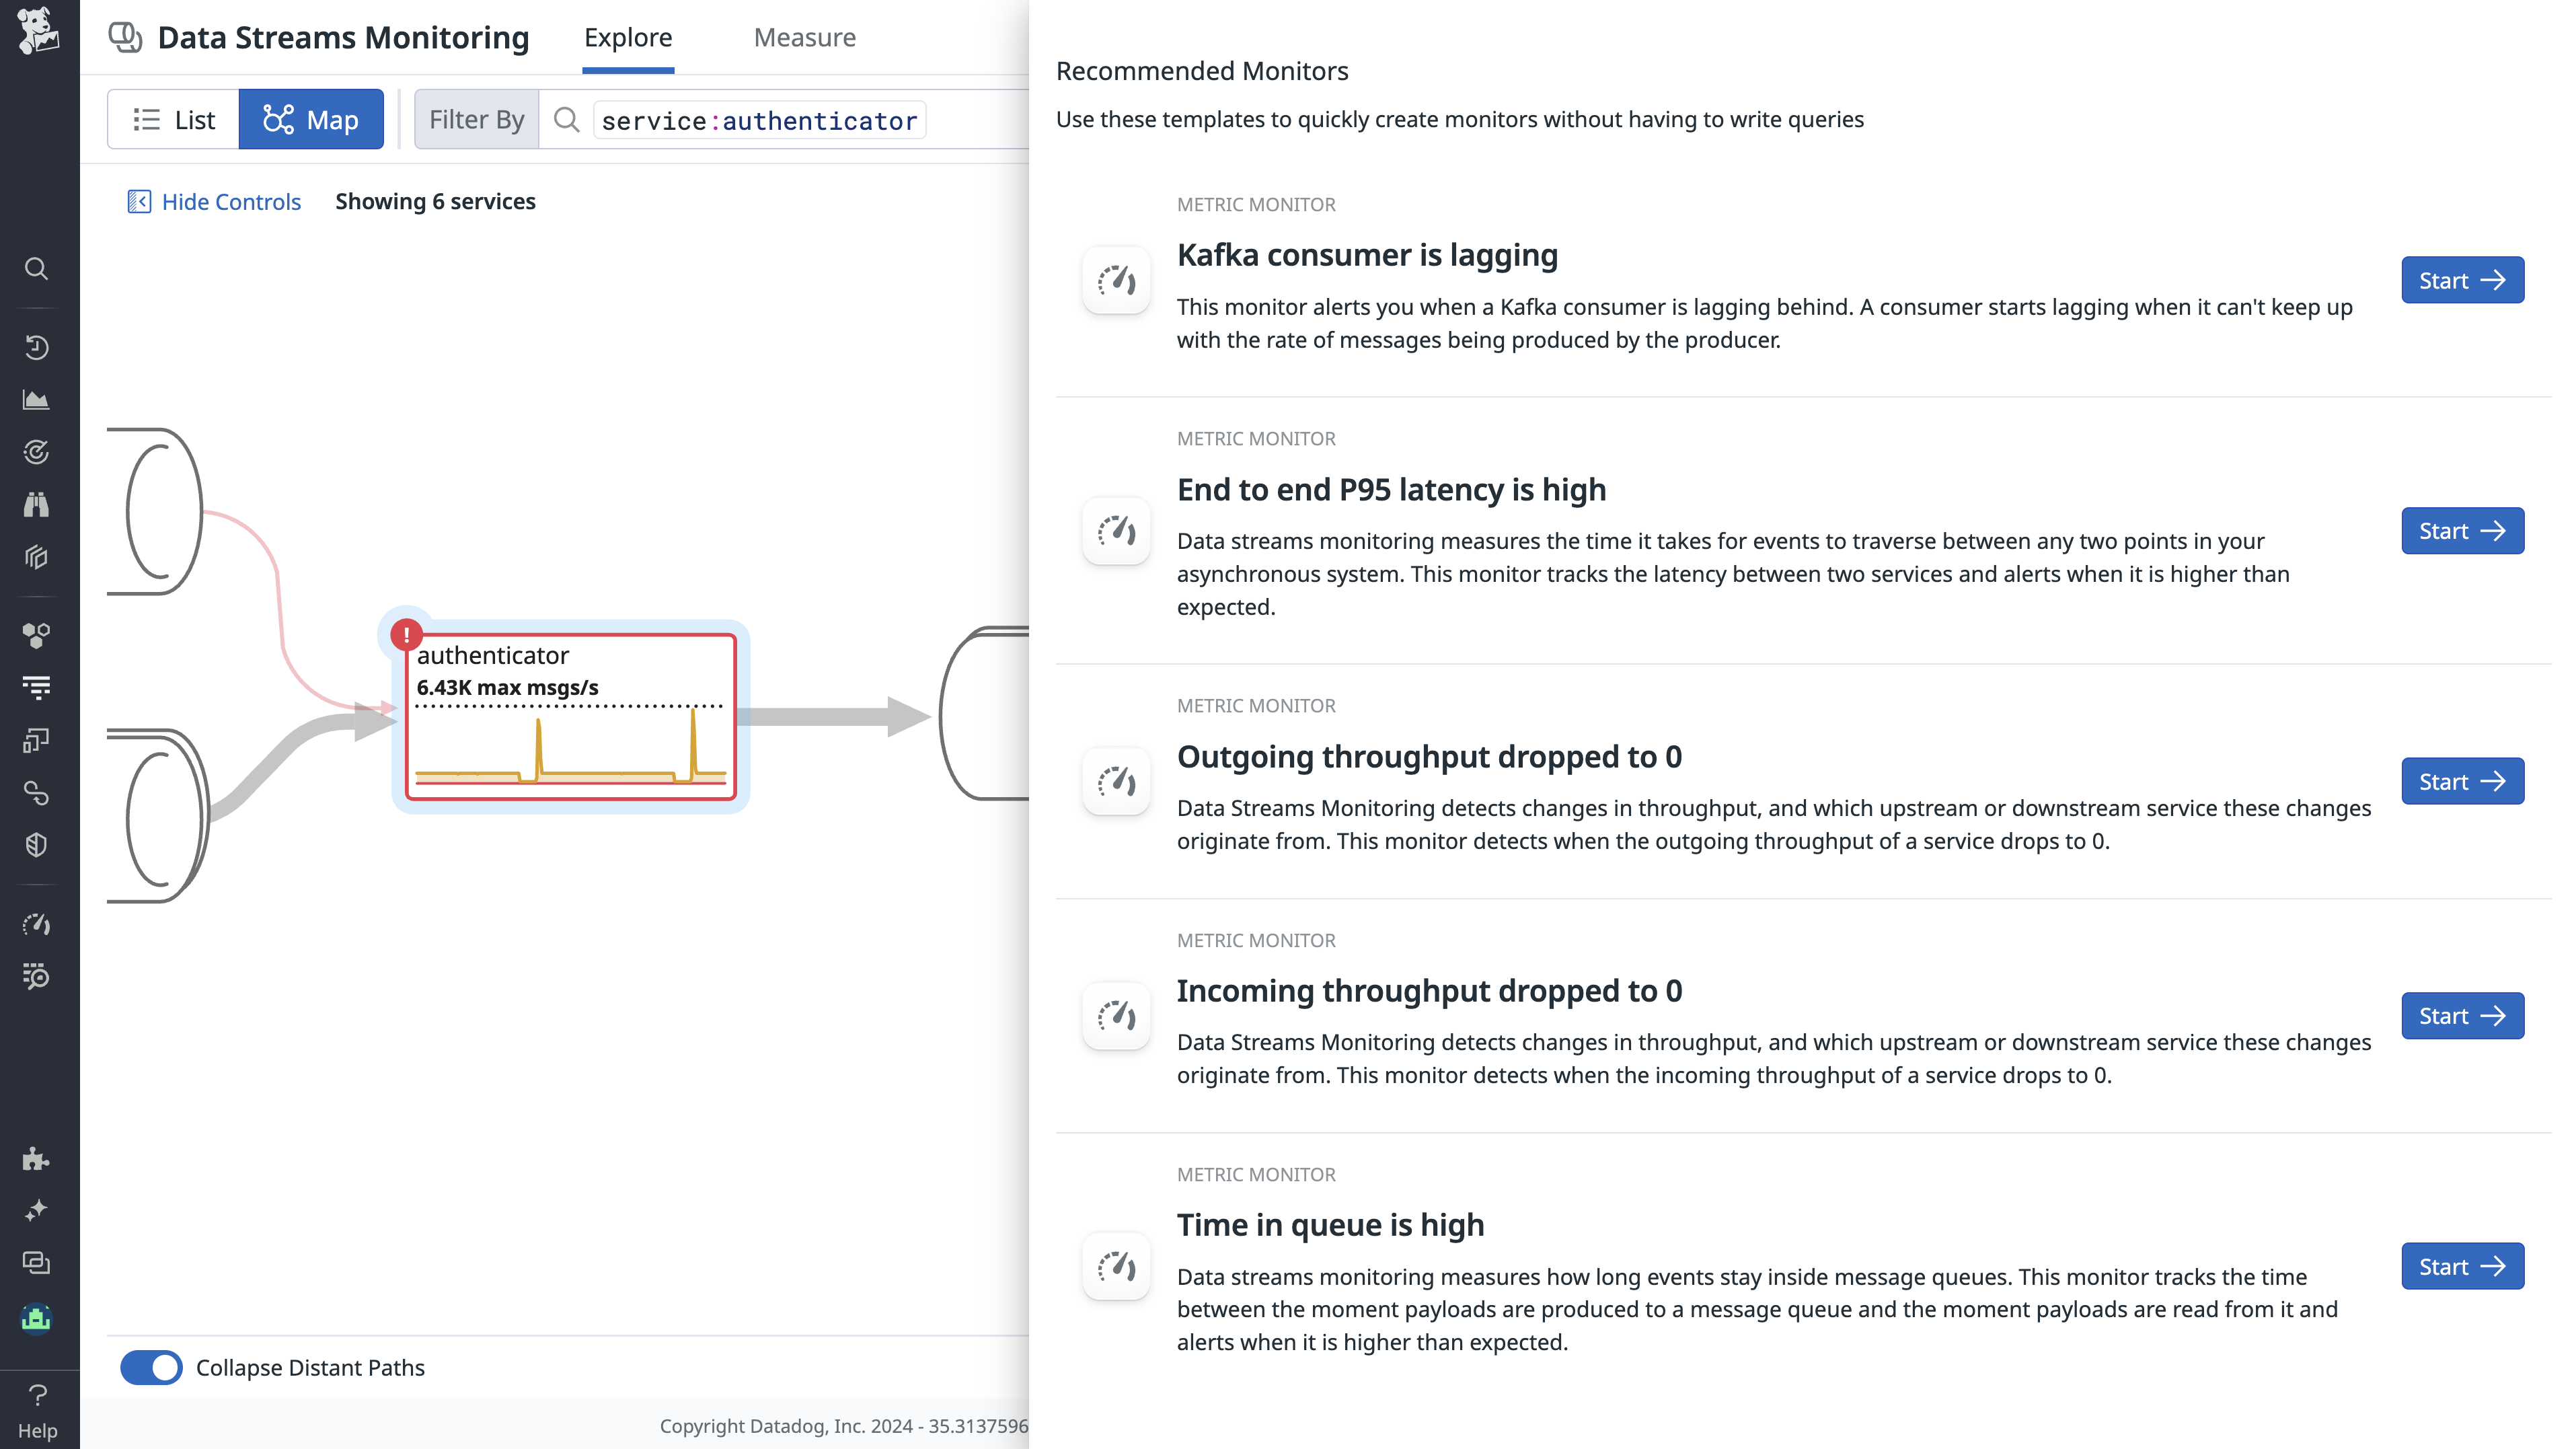 Data Streams Monitoring
Explore
Measure
List
Map
Filter By
service:authenticator
Hide Controls
Showing 6 services
!
authenticator
6.43K max msgs/s
Collapse Distant Paths
Copyright Datadog, Inc. 2024 - 35.3137596
Help
Recommended Monitors
Use these templates to quickly create monitors without having to write queries
METRIC MONITOR
Kafka consumer is lagging
This monitor alerts you when a Kafka consumer is lagging behind. A consumer starts lagging when it can't keep up
with the rate of messages being produced by the producer.
Start
METRIC MONITOR
End to end P95 latency is high
Data streams monitoring measures the time it takes for events to traverse between any two points in your
asynchronous system. This monitor tracks the latency between two services and alerts when it is higher than
expected.
Start
METRIC MONITOR
Outgoing throughput dropped to 0
Data Streams Monitoring detects changes in throughput, and which upstream or downstream service these changes
originate from. This monitor detects when the outgoing throughput of a service drops to 0.
Start
METRIC MONITOR
Incoming throughput dropped to 0
Data Streams Monitoring detects changes in throughput, and which upstream or downstream service these changes
originate from. This monitor detects when the incoming throughput of a service drops to 0.
Start
METRIC MONITOR
Time in queue is high
Data streams monitoring measures how long events stay inside message queues. This monitor tracks the time
between the moment payloads are produced to a message queue and the moment payloads are read from it and
alerts when it is higher than expected.
Start